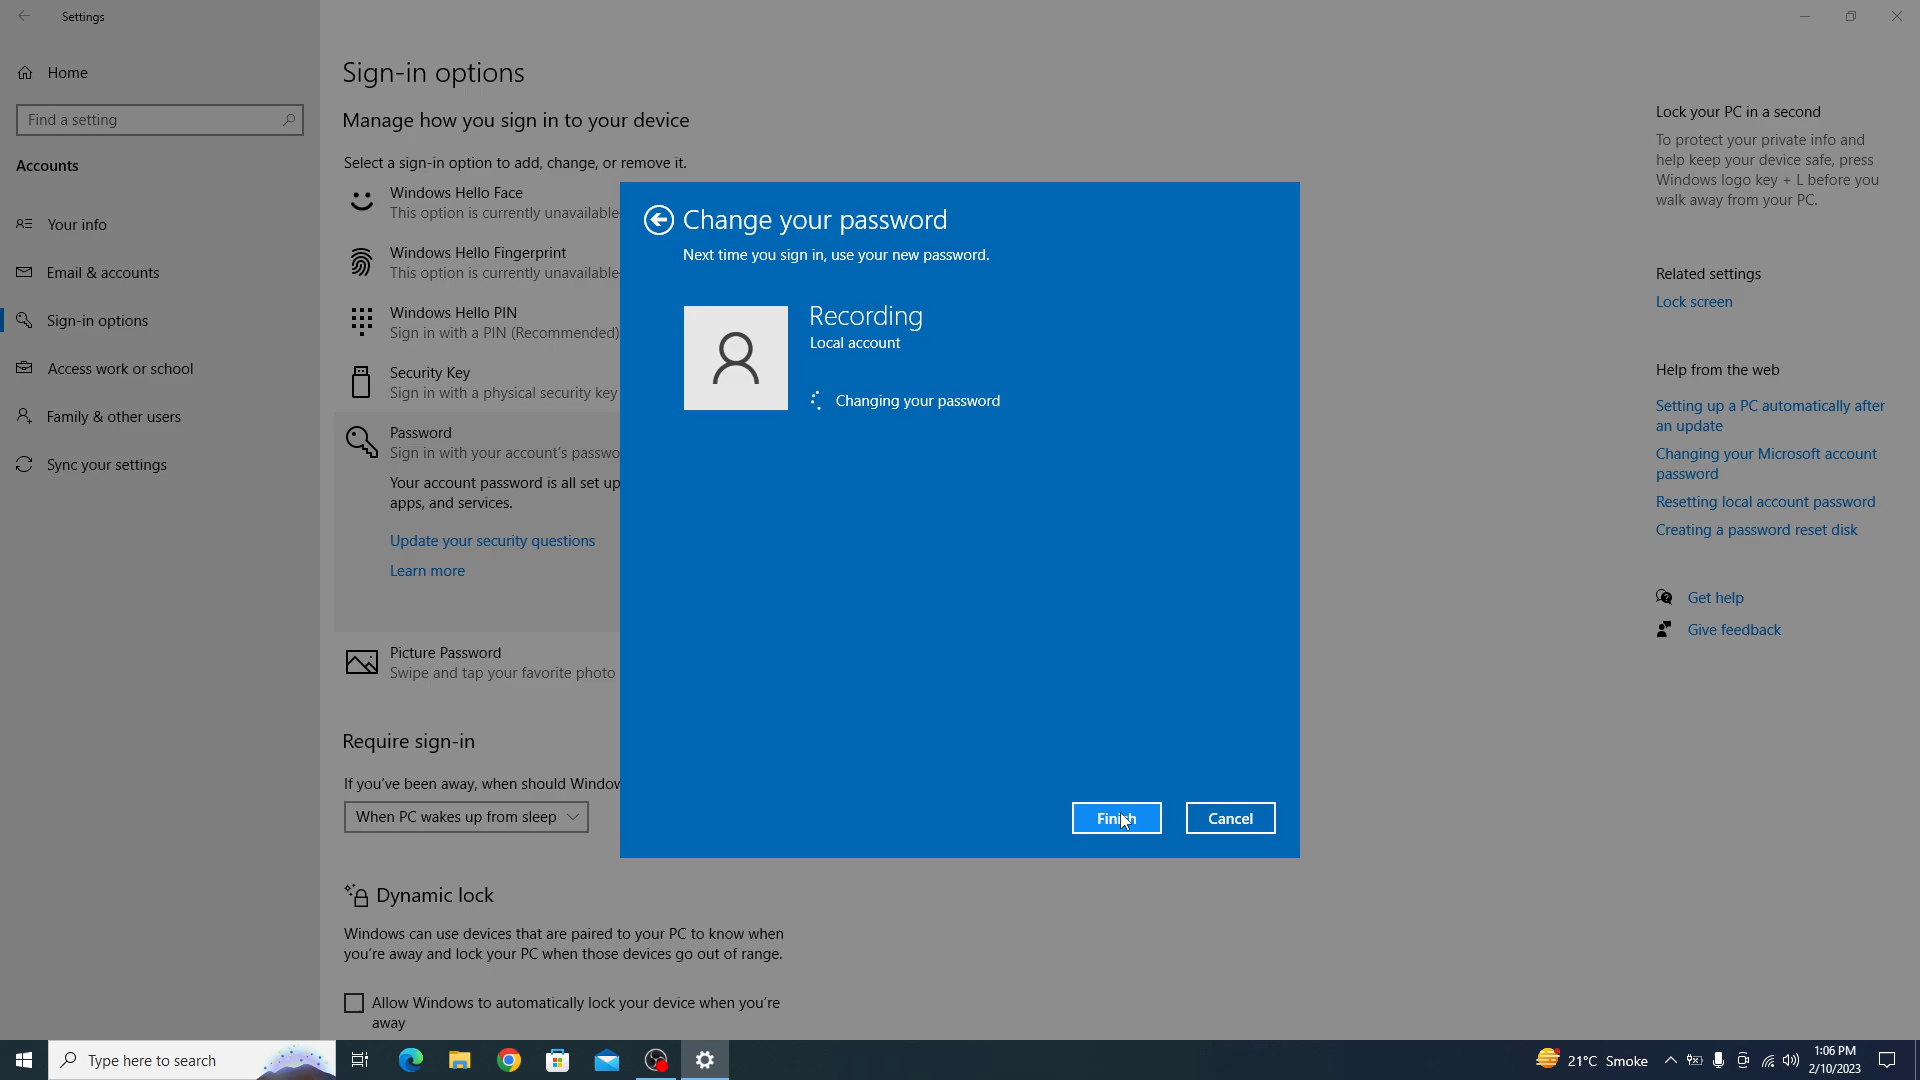 Settings
Home
Find a setting
Accounts
Your info
Email & accounts
Sign-in options
Access work or school
Family & other users
Sync your settings
Sign-in options
Manage how you sign in to your device
Select a sign-in option to add, change, or remove it.
Windows Hello Face
This option is currently unavailable
Windows Hello Fingerprint
This option is currently unavailable
Windows Hello PIN
Sign in with a PIN (Recommended)
Security Key
Sign in with a physical security key
Password
Sign in with your account's passwo
Your account password is all set up
apps, and services.
Update your security questions
Learn more
Picture Password
Swipe and tap your favorite photo
Require sign-in
If you've been away, when should Window
When PC wakes up from sleep
Dynamic lock
Windows can use devices that are paired to your PC to know when
you're away and lock your PC when those devices go out of range.
Allow Windows to automatically lock your device when you're
away
Change your password
Next time you sign in, use your new password.
Recording
Local account
Changing your password
Finish
Cancel
Lock your PC in a second
To protect your private info and
help keep your device safe, press
Windows logo key + L before you
walk away from your PC.
Related settings
Lock screen
Help from the web
Setting up a PC automatically after
an update
Changing your Microsoft account
password
Resetting local account password
Creating a password reset disk
Get help
Give feedback
Type here to search
21°C Smoke
1:06 PM
2/10/2023